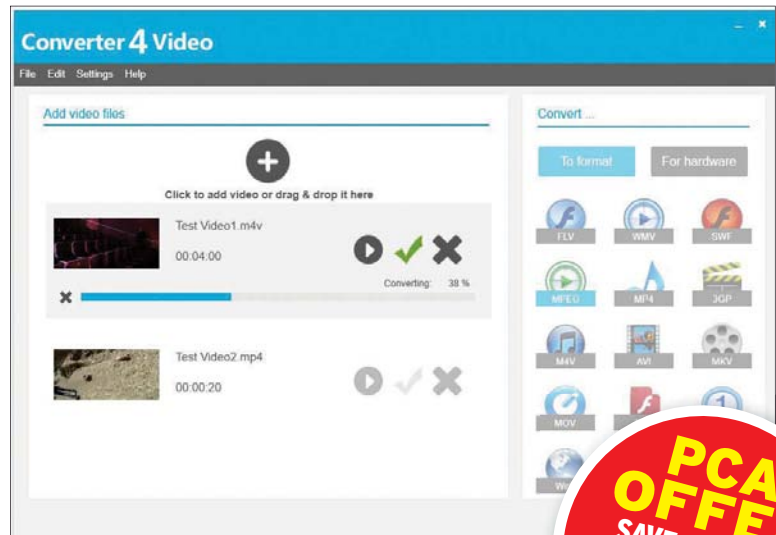 Converter 4 Video
File Edit Settings Help
Add video files
Click to add video or drag & drop it here
Test Video1.m4v
00:04:00
Converting: 38 %
Test Video2.mp4
00:00:20
Convert ...
To format
For hardware
FLV
WMV
SWF
MPEG
MP4
3GP
M4V
AVI
MKV
MOV
PCA
OFFE
SAVE